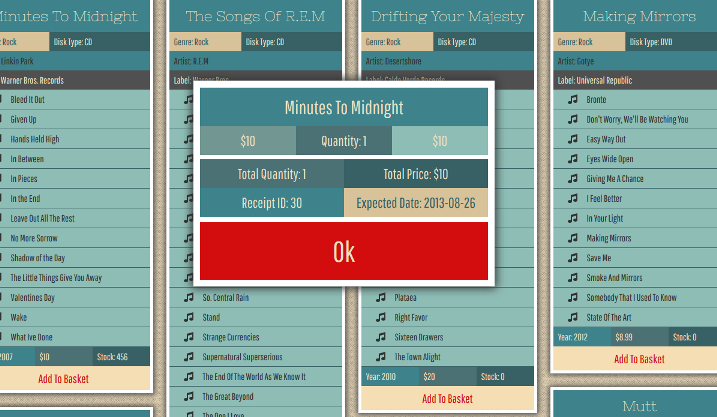 Minutes To Midnight
Genre: Rock
Disk Type: CD
Linkin Park
Warner Bros. Records
Bleed It Out
Given Up
Hands Held High
In Between
In Pieces
In the End
Leave Out All The Rest
No More Sorrow
Shadow of the Day
The Little Things Give You Away
Valentines Day
Wake
What Ive Done
2007
$10
Stock: 456
Add To Basket
The Songs Of R.E.M
Genre: Rock
Disk Type: CD
Artist: R.E.M
Label: Warner Bros.
So. Central Rain
Stand
Strange Currencies
Supernatural Superserious
The End Of The World As We Know It
The Great Beyond
The One I Love
Drifting Your Majesty
Genre: Rock
Disk Type: CD
Artist: Desertshore
Label: Caldo Verde Records
Plataea
Right Favor
Sixteen Drawers
The Town Alight
Year: 2010
$20
Stock: 0
Add To Basket
Making Mirrors
Genre: Rock
Disk Type: DVD
Artist: Gotye
Label: Universal Republic
Bronte
Don't Worry, We'll Be Watching You
Easy Way Out
Eyes Wide Open
Giving Me A Chance
I Feel Better
In Your Light
Making Mirrors
Save Me
Smoke And Mirrors
Somebody That I Used To Know
State Of The Art
Year: 2012
$8.99
Stock: 0
Add To Basket
Mutt
Minutes To Midnight
$10
Quantity: 1
$10
Total Quantity: 1
Total Price: $10
Receipt ID: 30
Expected Date: 2013-08-26
Ok